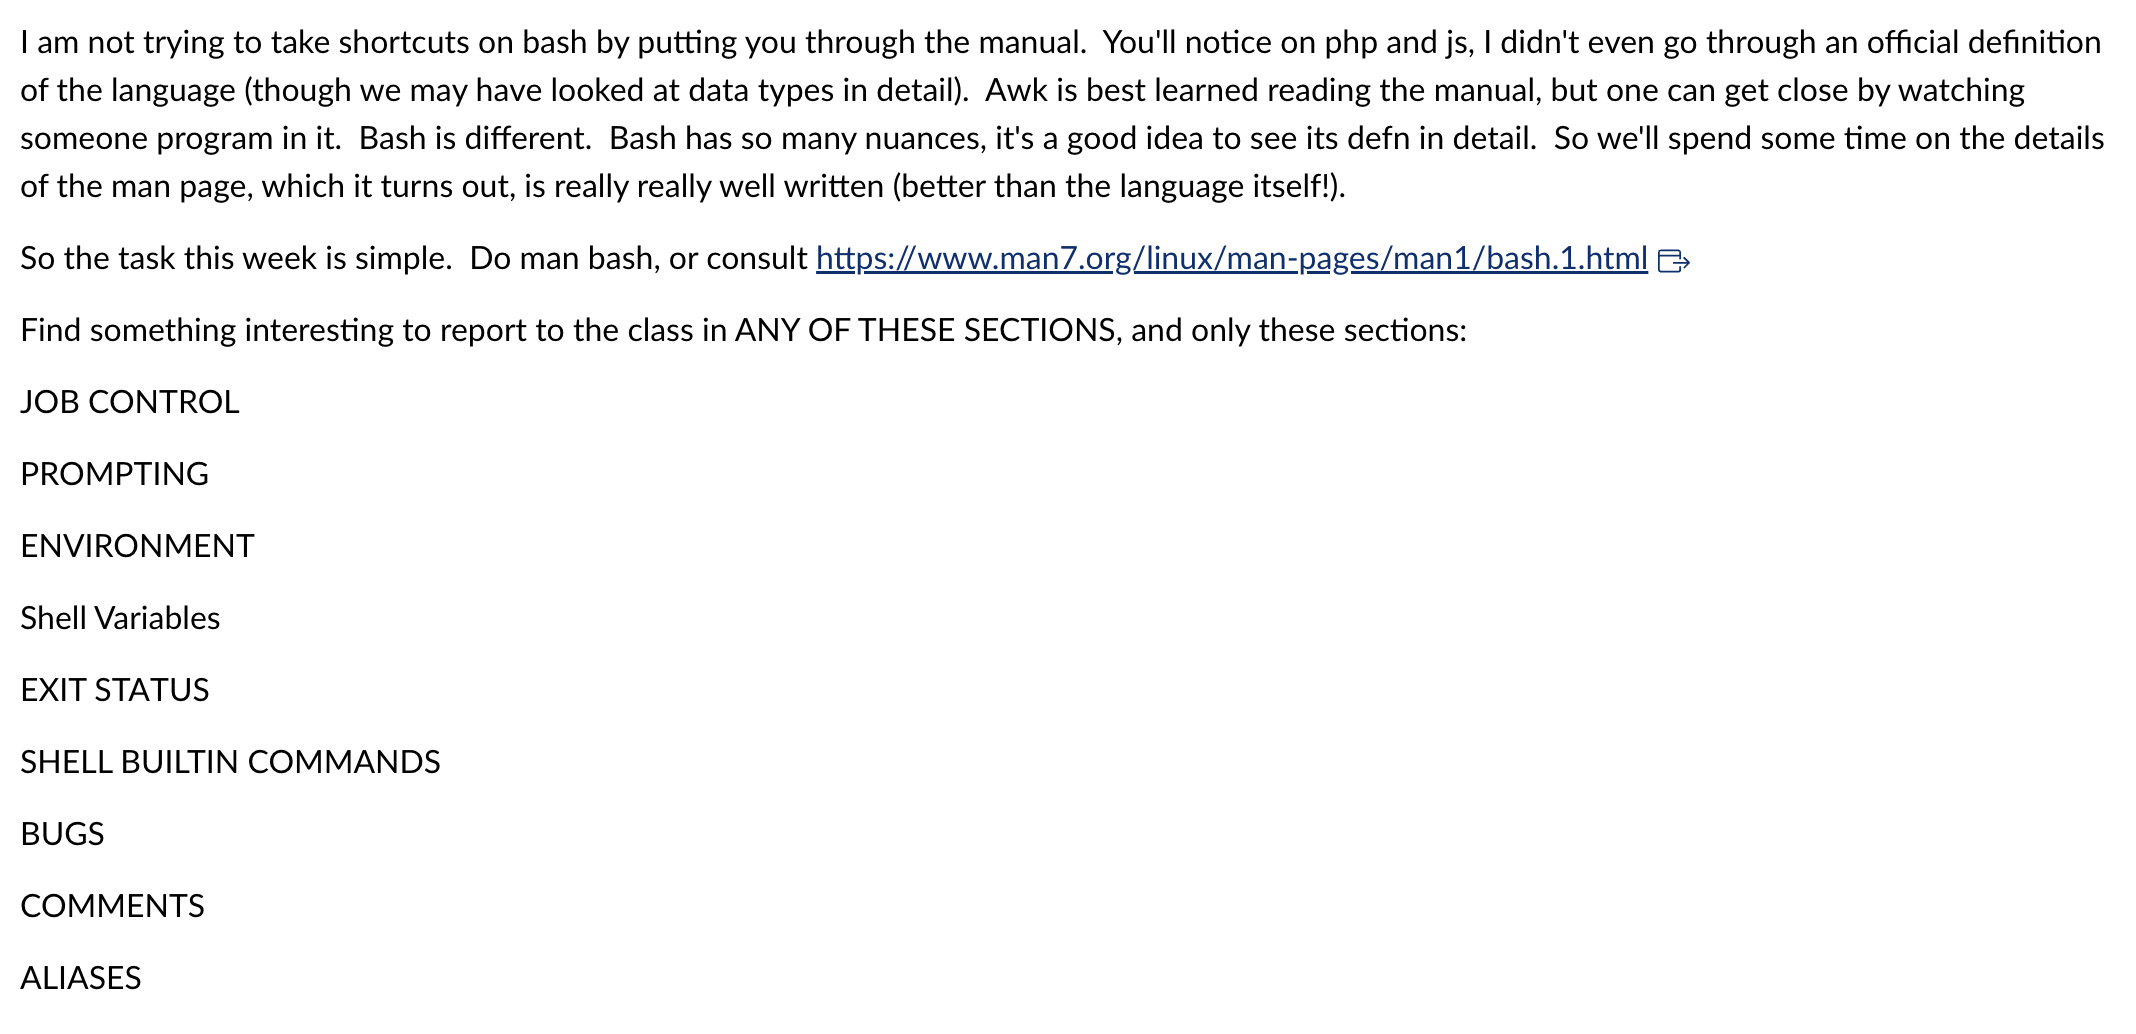 I am not trying to take shortcuts on bash by putting you through the manual.  You'll notice on php and js, I didn't even go through an official definition
of the language (though we may have looked at data types in detail).  Awk is best learned reading the manual, but one can get close by watching
someone program in it.  Bash is different.  Bash has so many nuances, it's a good idea to see its defn in detail.  So we'll spend some time on the details
of the man page, which it turns out, is really really well written (better than the language itself!).
So the task this week is simple.  Do man bash, or consult https://www.man7.org/linux/man-pages/man1/bash.1.html
Find something interesting to report to the class in ANY OF THESE SECTIONS, and only these sections:
JOB CONTROL
PROMPTING
ENVIRONMENT
Shell Variables
EXIT STATUS
SHELL BUILTIN COMMANDS
BUGS
COMMENTS
ALIASES